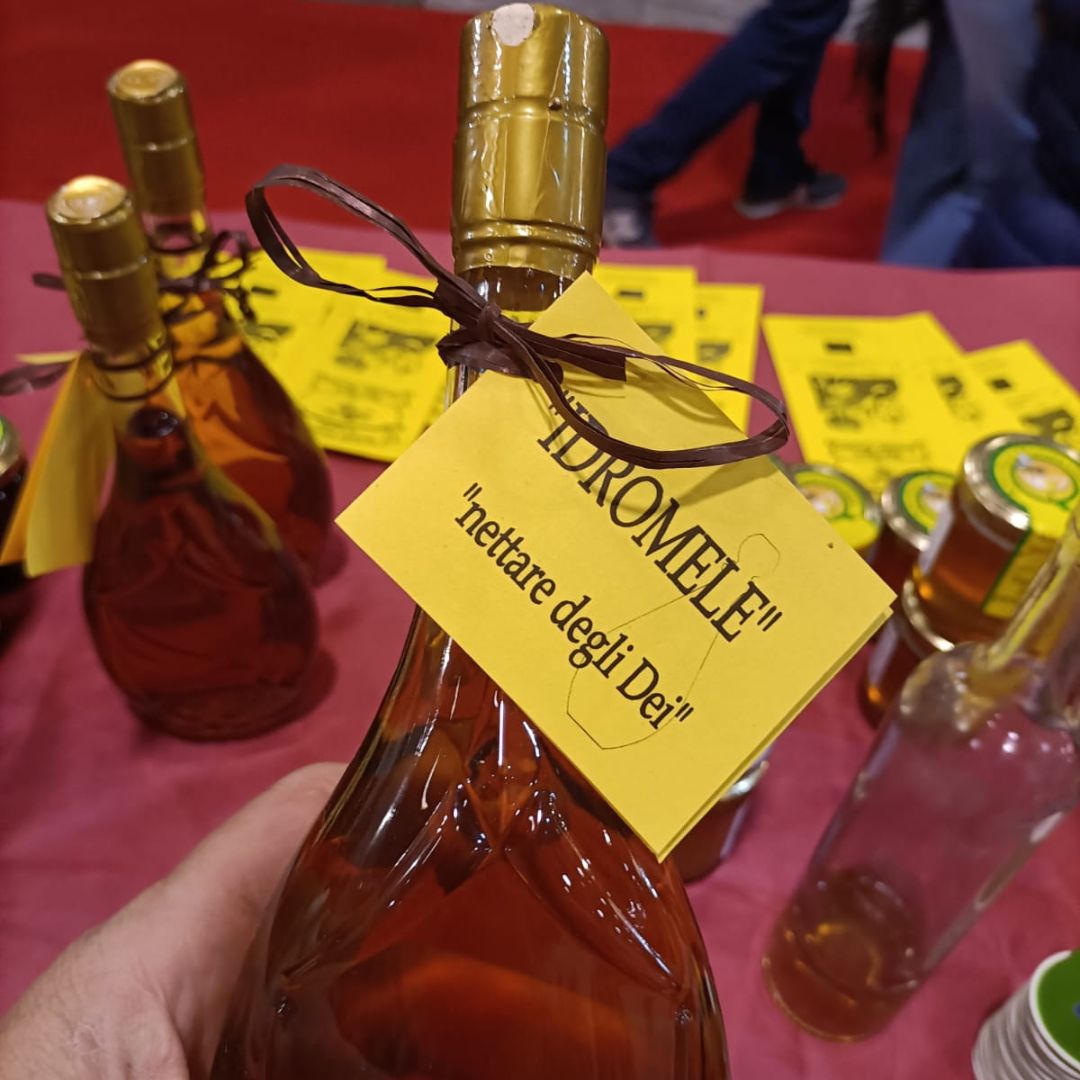 "IDROMELE"
"nettare degli Dei"